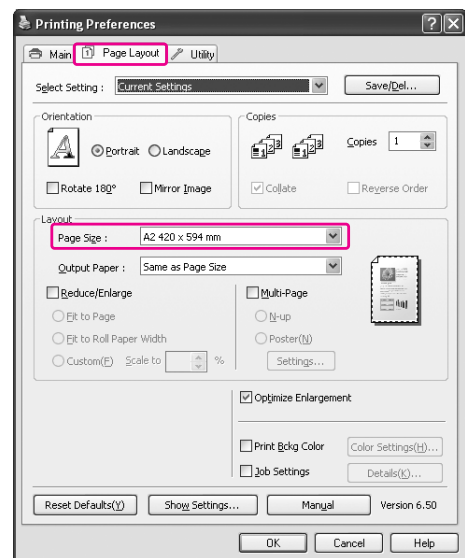 Printing Preferences
Main Page Layout Utility
Select Setting : Current Settings Save/Del...
Orientation
Portrait Landscape
Rotate 180° Mirror Image
Copies
Copies 1
Collate Reverse Order
Layout
Page Size : A2 420 x 594 mm
Output Paper : Same as Page Size
Reduce/Enlarge
Fit to Page
Fit to Roll Paper Width
Custom(F) Scale to %
Multi-Page
N-up
Poster(N)
Settings...
Optimize Enlargement
Print Bckg Color Color Settings(H)...
Job Settings Details(K)...
Reset Defaults(Y) Show Settings... Manual Version 6.50
OK Cancel Help